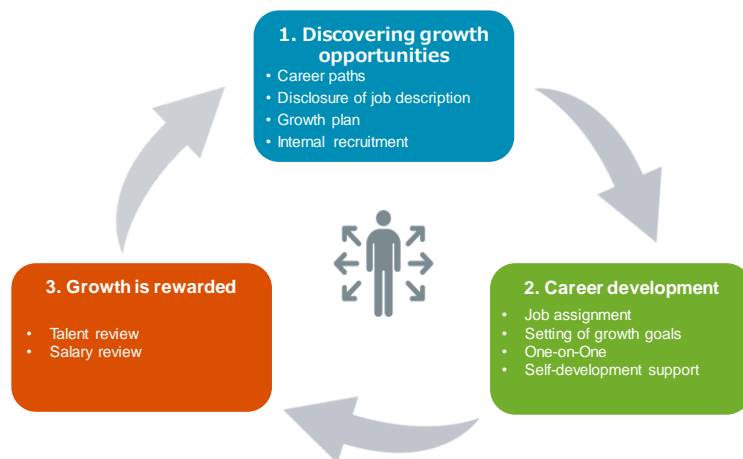 1. Discovering growth
opportunities
• Career paths
• Disclosure of job description
• Growth plan
• Internal recruitment
2. Career development
• Job assignment
• Setting of growth goals
• One-on-One
• Self-development support
3. Growth is rewarded
• Talent review
• Salary review